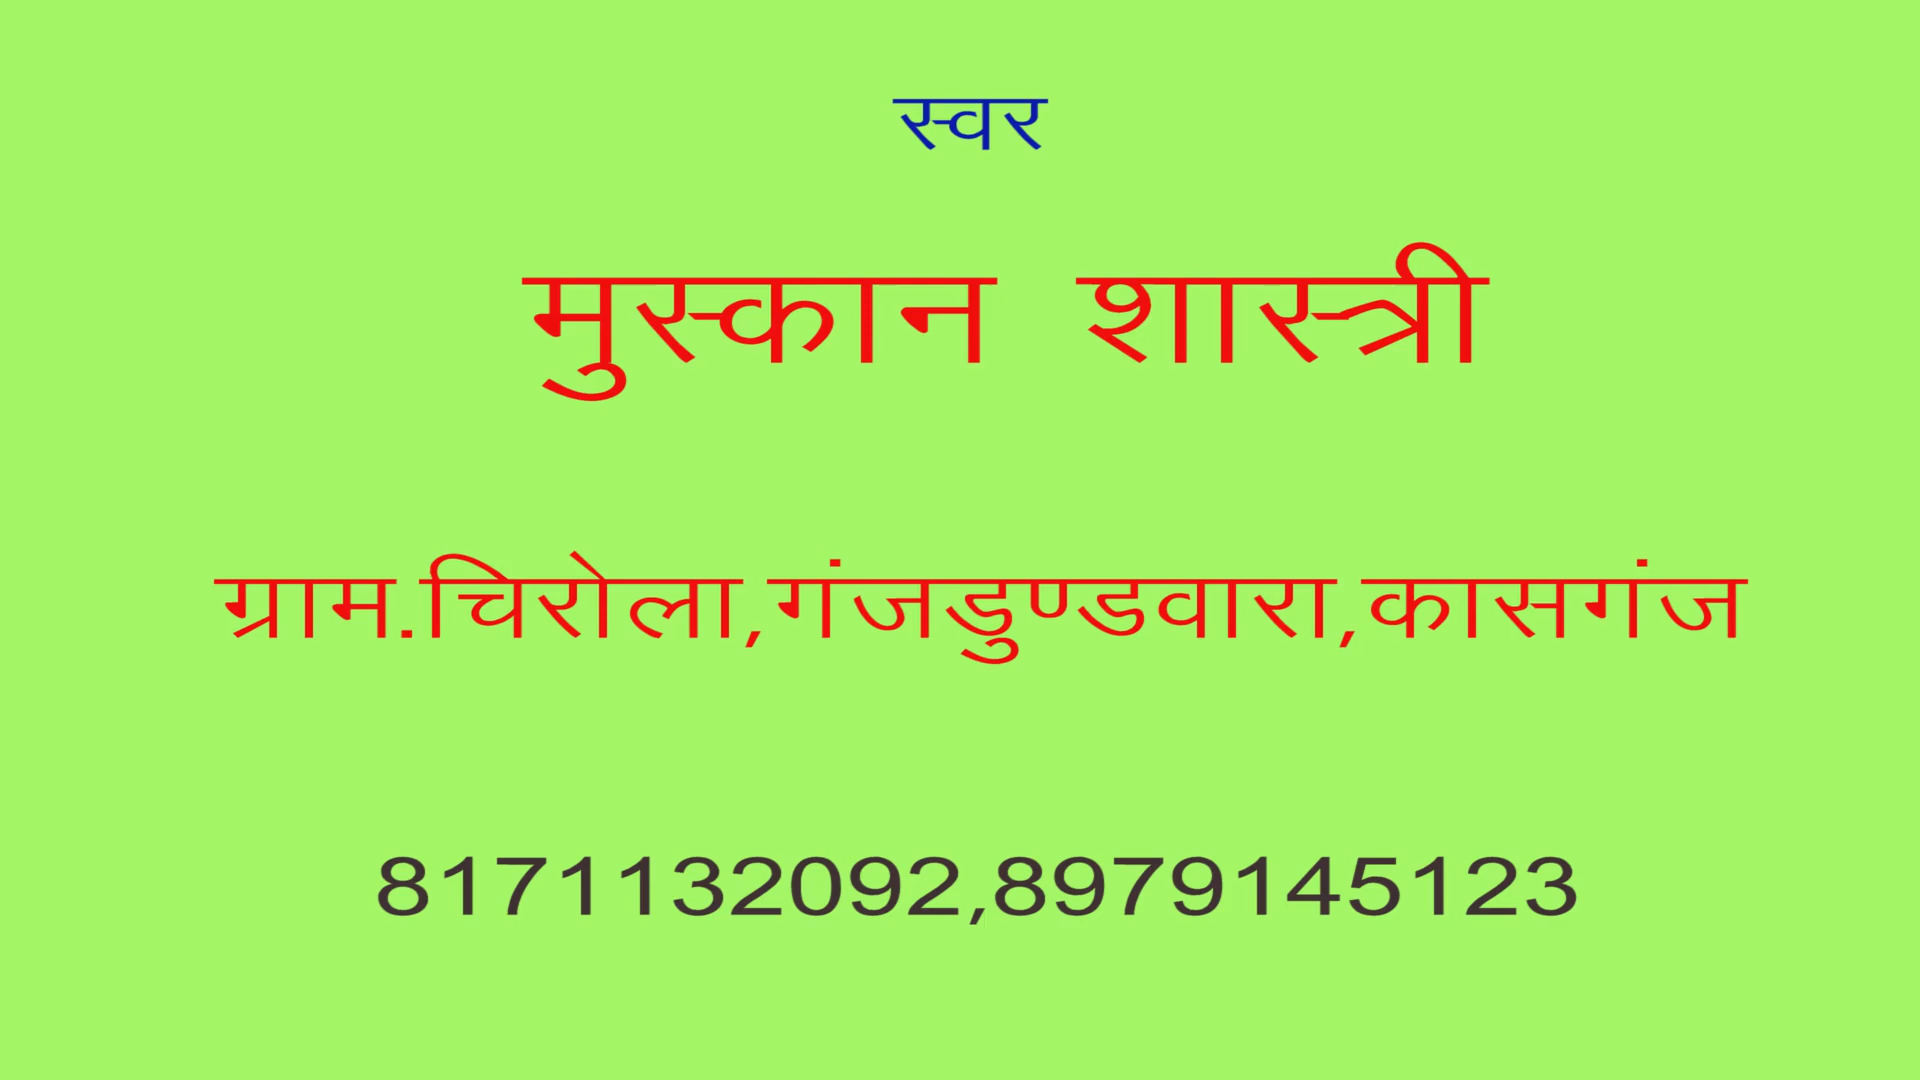 स्वर
मुस्कान शास्त्री
ग्राम.चिरोला,गंजडुण्डवारा,कासगंज
8171132092,8979145123